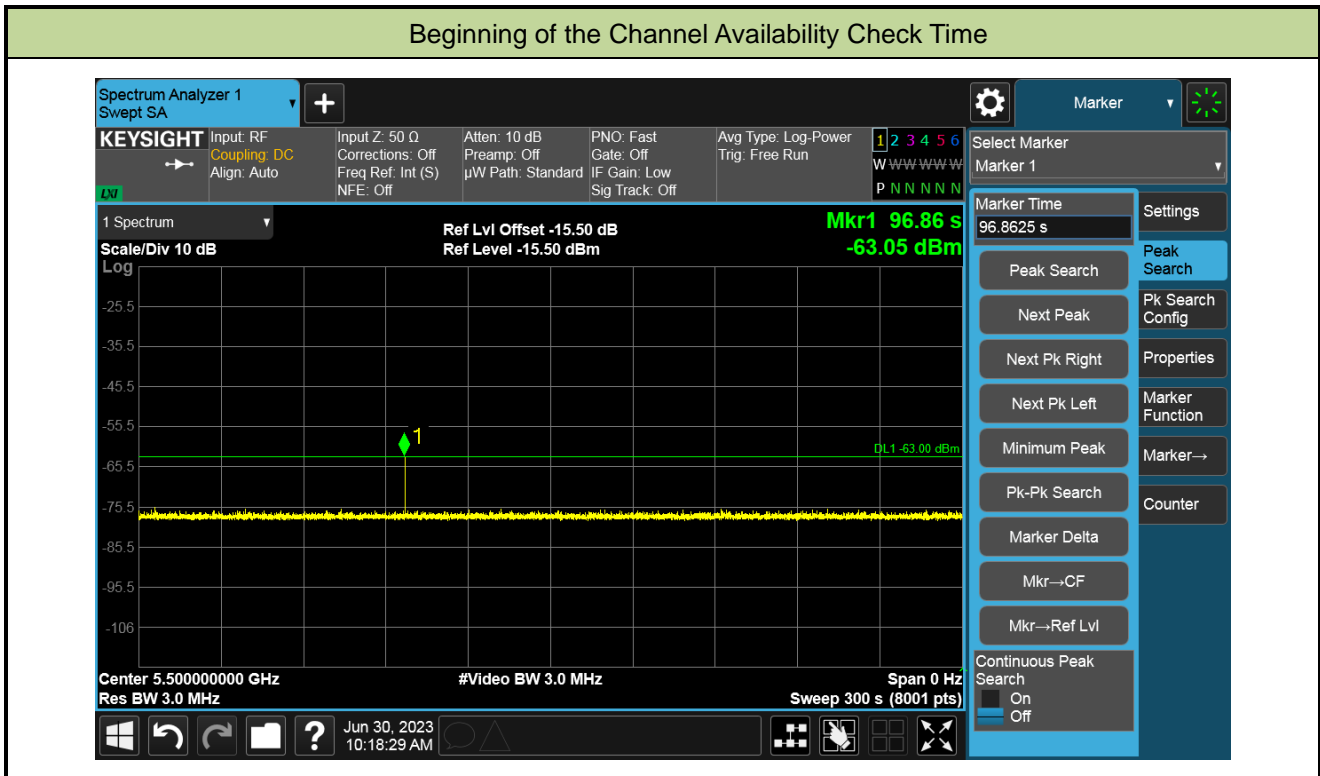 Beginning of the Channel Availability Check Time
Spectrum Analyzer 1
Swept SA
Marker
KEYSIGHT
LXI
Input: RF
Coupling: DC
Align: Auto
Input Z: 50 Ω
Corrections: Off
Freq Ref: Int (S)
NFE: Off
Atten: 10 dB
Preamp: Off
µW Path: Standard
PNO: Fast
Gate: Off
IF Gain: Low
Sig Track: Off
Avg Type: Log-Power
Trig: Free Run
1 2 3 4 5 6
W W W W W W
P N N N N N
Select Marker
Marker 1
1 Spectrum
Scale/Div 10 dB
Log
Ref Lvl Offset -15.50 dB
Ref Level -15.50 dBm
Mkr1 96.86 s
-63.05 dBm
-25.5
-35.5
-45.5
-55.5
-65.5
-75.5
-85.5
-95.5
-106
1
DL1 -63.00 dBm
Center 5.500000000 GHz
Res BW 3.0 MHz
#Video BW 3.0 MHz
Span 0 Hz
Sweep 300 s (8001 pts)
Marker Time
96.8625 s
Peak Search
Next Peak
Next Pk Right
Next Pk Left
Minimum Peak
Pk-Pk Search
Marker Delta
Mkr→CF
Mkr→Ref Lvl
Continuous Peak
Search
On
Off
Settings
Peak
Search
Pk Search
Config
Properties
Marker
Function
Marker→
Counter
?
Jun 30, 2023
10:18:29 AM